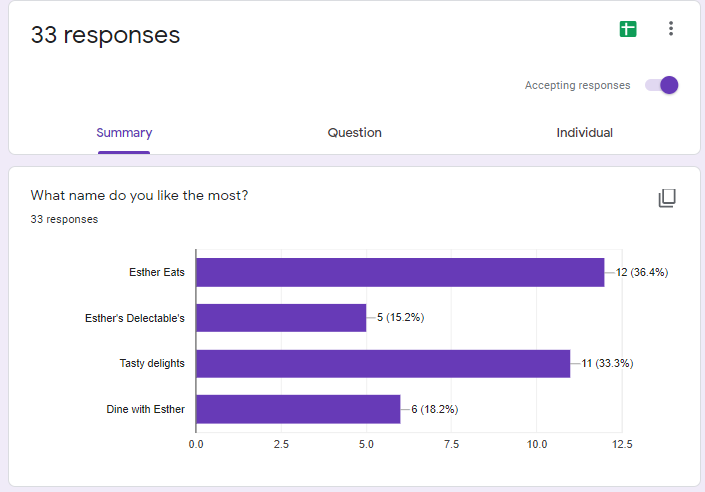 33 responses
Accepting responses
Summary Question Individual
What name do you like the most?
33 responses
Esther Eats 12 (36.4%)
Esther's Delectable's 5 (15.2%)
Tasty delights 11 (33.3%)
Dine with Esther 6 (18.2%)
0.0 2.5 5.0 7.5 10.0 12.5